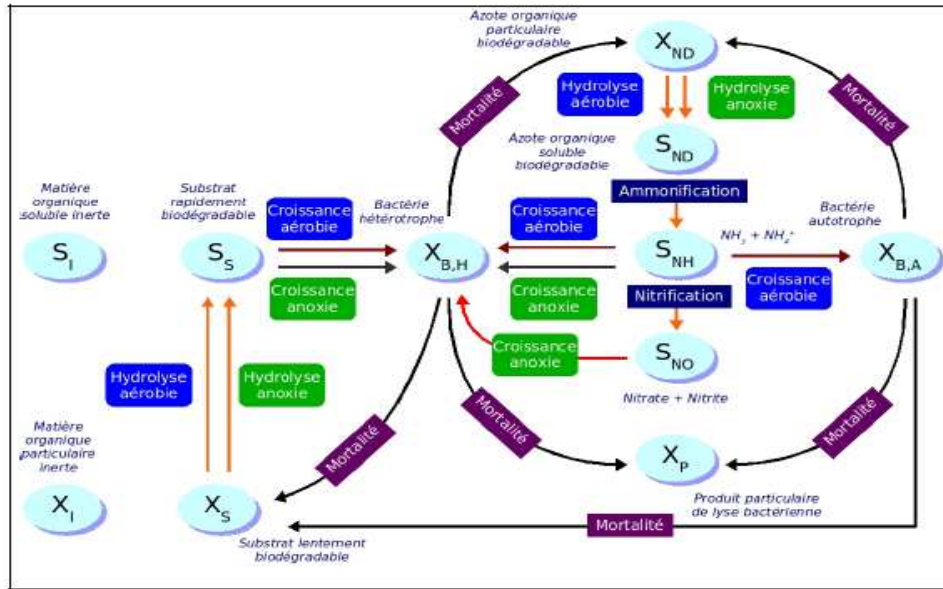 Azote organique
particulaire
biodégradable
X_ND
Hydrolyse
aérobie
Hydrolyse
anoxie
Mortalité
Mortalité
Azote organique
soluble
biodégradable
S_ND
Ammonification
Matière
organique
soluble inerte
Substrat
rapidement
biodégradable
Croissance
aérobie
Bactérie
hétérotrophe
Croissance
aérobie
Bactérie
autotrophe
NH₃ + NH₄⁺
S_I
S_S
X_B,H
S_NH
X_B,A
Croissance
anoxie
Croissance
anoxie
Nitrification
Croissance
aérobie
Croissance
anoxie
S_NO
Nitrate + Nitrite
Hydrolyse
aérobie
Hydrolyse
anoxie
Mortalité
Mortalité
Mortalité
Matière
organique
particulaire
inerte
X_P
X_I
X_S
Produit particulaire
de lyse bactérienne
Mortalité
Substrat lentement
biodégradable